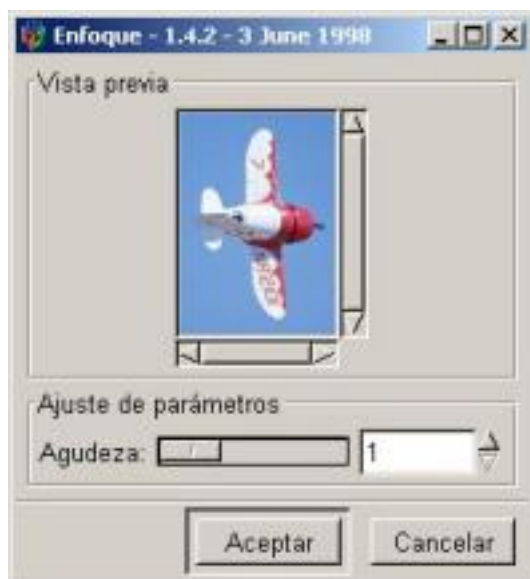 Enfoque - 1.4.2 - 3 June 1998
Vista previa
Ajuste de parámetros
Agudeza: 1
Aceptar Cancelar